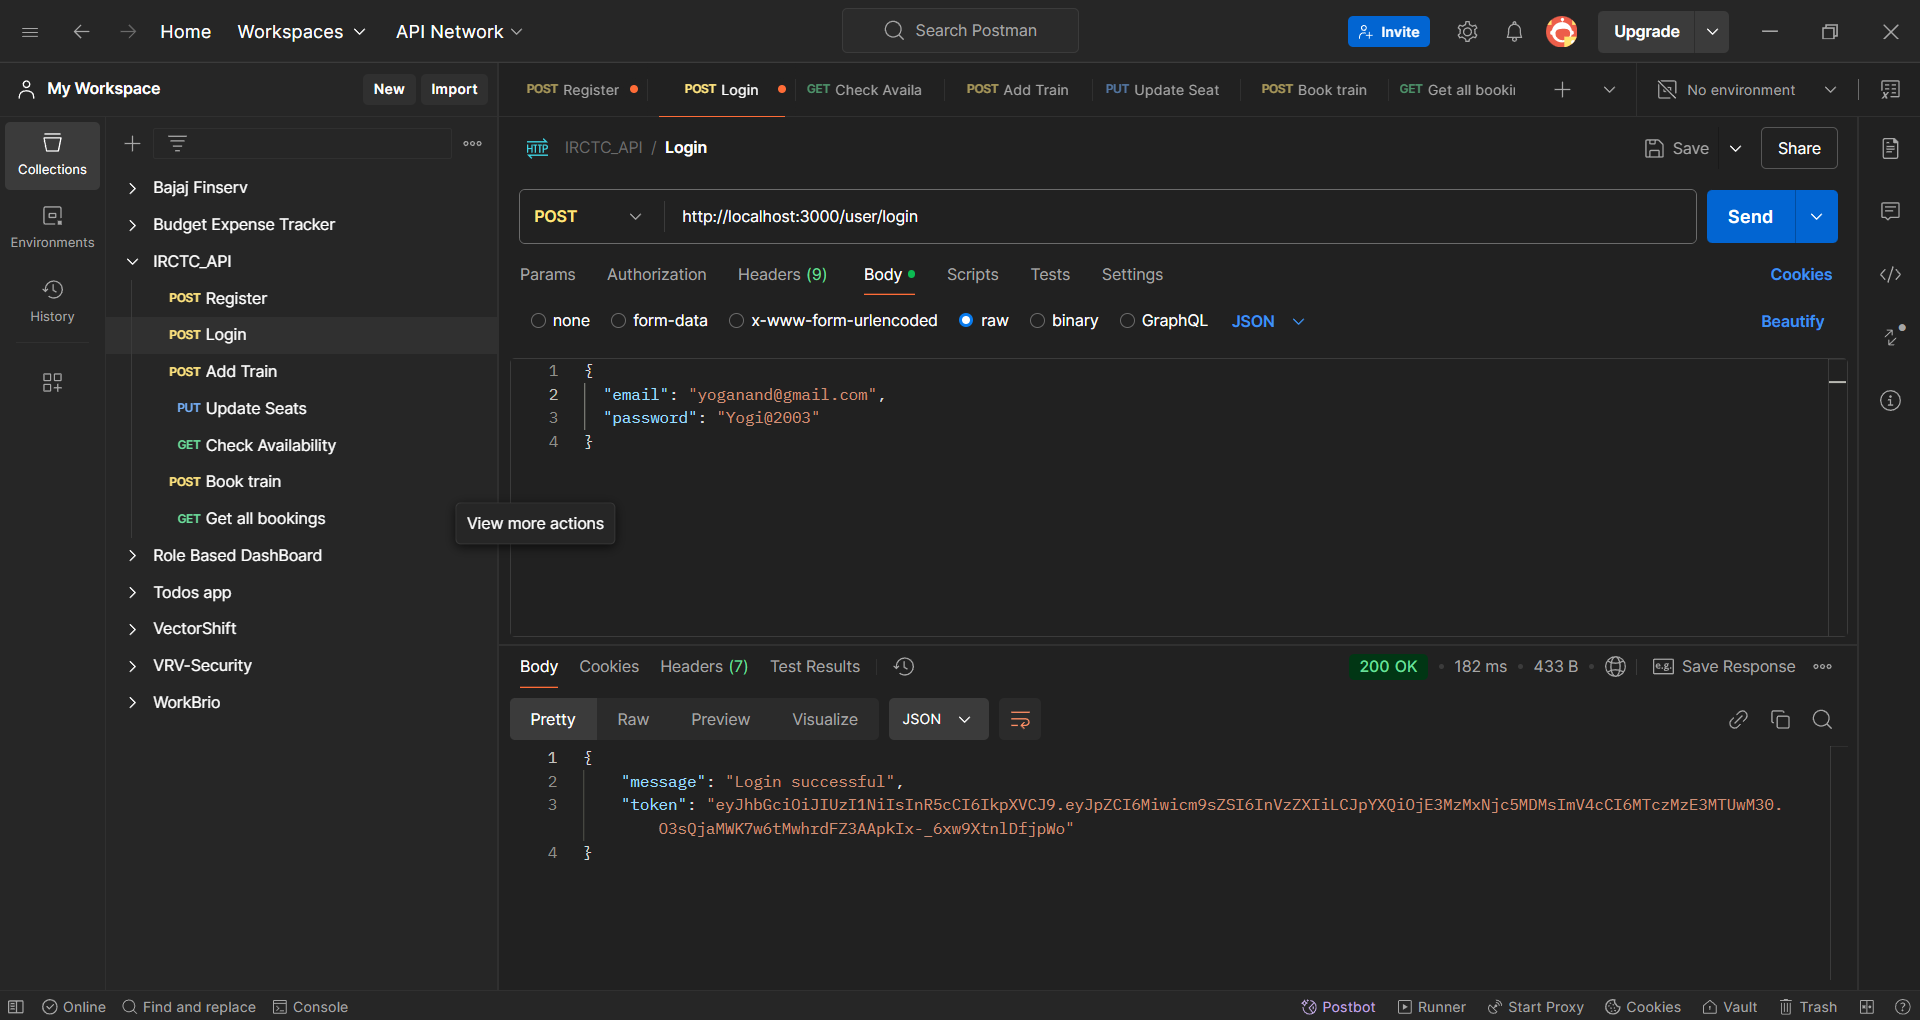 Home Workspaces API Network Search Postman Invite Upgrade
My Workspace New Import POST Register POST Login GET Check Availa POST Add Train PUT Update Seat POST Book train GET Get all booki No environment
Collections
Environments
History
Bajaj Finserv
Budget Expense Tracker
IRCTC_API
POST Register
POST Login
POST Add Train
PUT Update Seats
GET Check Availability
POST Book train
GET Get all bookings
Role Based DashBoard
Todos app
VectorShift
VRV-Security
WorkBrio
View more actions
HTTP IRCTC_API / Login Save Share
POST http://localhost:3000/user/login Send
Params Authorization Headers (9) Body Scripts Tests Settings Cookies
none form-data x-www-form-urlencoded raw binary GraphQL JSON Beautify
1 {
2 "email": "yoganand@gmail.com",
3 "password": "Yogi@2003"
4 }
Body Cookies Headers (7) Test Results 200 OK • 182 ms • 433 B • e.g. Save Response
Pretty Raw Preview Visualize JSON
1 {
2 "message": "Login successful",
3 "token": "eyJhbGciOiJIUzI1NiIsInR5cCI6IkpXVCJ9.eyJpZCI6Miwicm9sZSI6InVzZXIiLCJpYXQiOjE3MzMxNjc5MDMsImV4cCI6MTczMzE3MTUwM30.
O3sQjaMWK7w6tMwhrdFZ3AApkIx-_6xw9XtnlDfjpWo"
4 }
Online Find and replace Console Postbot Runner Start Proxy Cookies Vault Trash